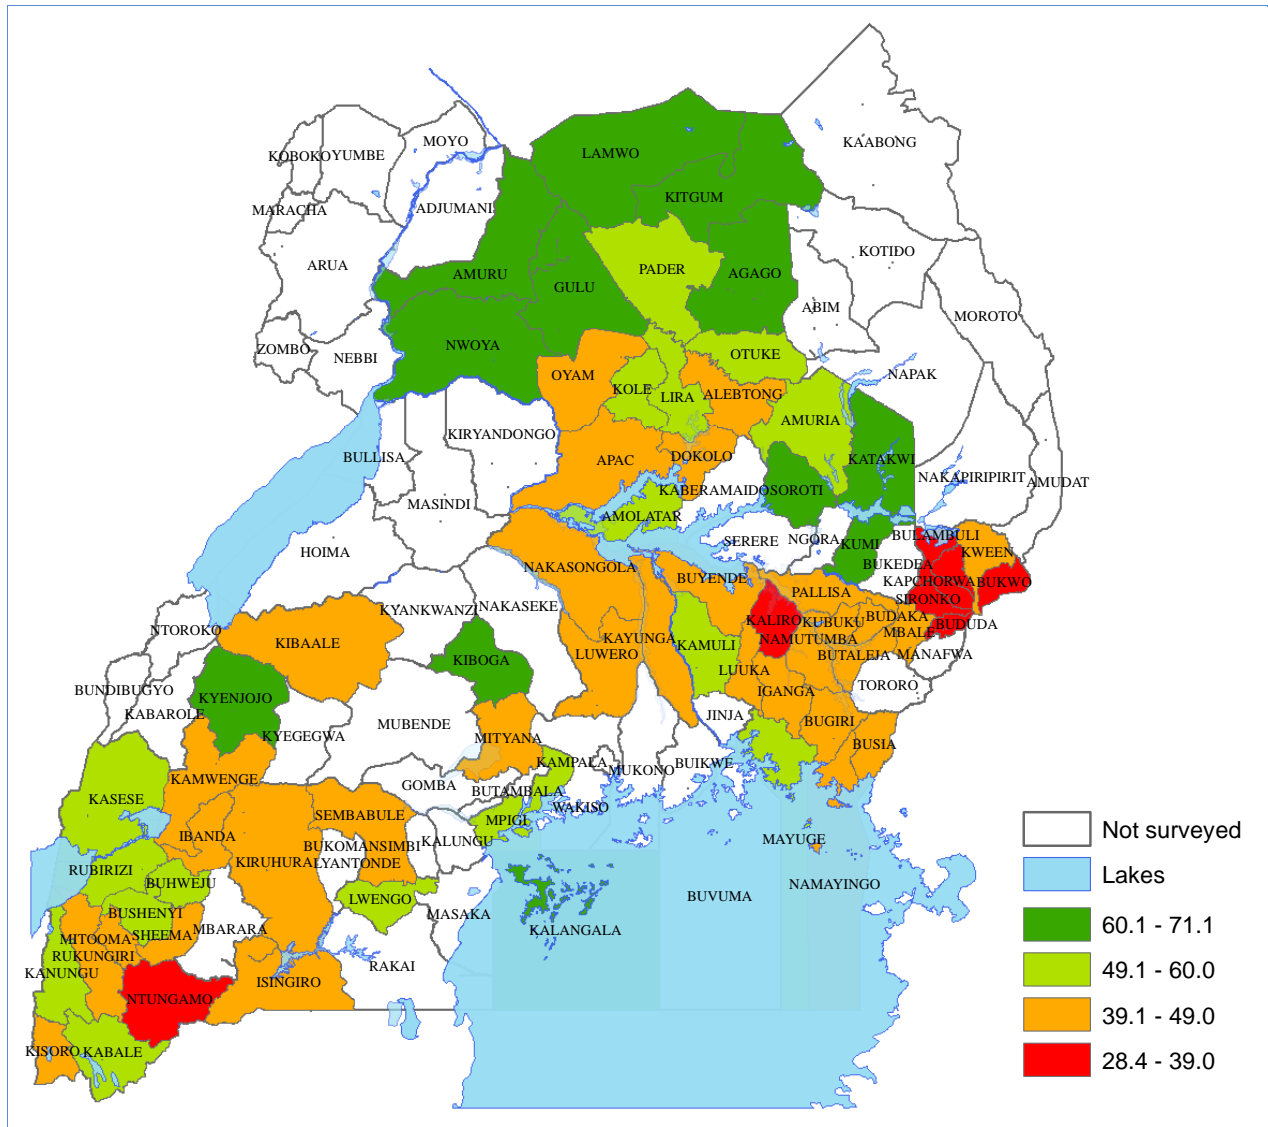 MOYO
KAABONG
KOBOKO
YUMBE
LAMWO
KITGUM
MARACHA
ADJUMANI
KOTIDO
ARUA
PADER
AGAGO
AMURU
GULU
ABIM
MOROTO
ZOMBO
NEBBI
NWOYA
OTUKE
OYAM
NAPAK
KOLE
LIRA
ALEBTONG
AMURIA
KIRYANDONGO
BULLISA
APAC
DOKOLO
KATAKWI
NAKAPIRIPIRIT
AMUDAT
KABERAMAIDO
SOROTI
MASINDI
AMOLATAR
SERERE
NGORA
KUMI
BULAMBULI
HOIMA
KWEEN
BUKEDEA
NAKASONGOLA
BUYENDE
KAPCHORWA
BUKWO
PALLISA
SIRONKO
KYANKWANZI
NAKASEKE
KALIRO
KUBUKU
BUDAKA
BUDUDA
NTOROKO
KIBAALE
KAYUNGA
KAMULI
NAMUTUMBA
MBALE
LUWERO
BUTALEJA
MANAFWA
KIBOGA
LUUKA
TORORO
BUNDIBUGYO
KYENJOJO
IGANGA
KABAROLE
KYEGEGWA
MUBENDE
JINJA
BUGIRI
MITYANA
BUSIA
KAMWENGE
KAMPALA
MUKONO
BUIKWE
GOMBA
BUTAMBALA
KASESE
WAKISO
SEMBABULE
MPIGI
IBANDA
BUKOMANSIMBI
KALUNGU
MAYUGE
KIRUHURA
LYANTONDE
RUBIRIZI
BUHWEJU
NAMAYINGO
LWENGO
BUVUMA
BUSHENYI
MASAKA
MITOOMA
SHEEMA
MBARARA
KALANGALA
RUKUNGIRI
KANUNGU
RAKAI
ISINGIRO
NTUNGAMO
KISORO
KABALE
Not surveyed
Lakes
60.1 - 71.1
49.1 - 60.0
39.1 - 49.0
28.4 - 39.0